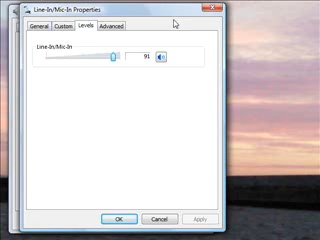 Line-In/Mic-In Properties
General Custom Levels Advanced
Line-In/Mic-In
91
OK Cancel Apply